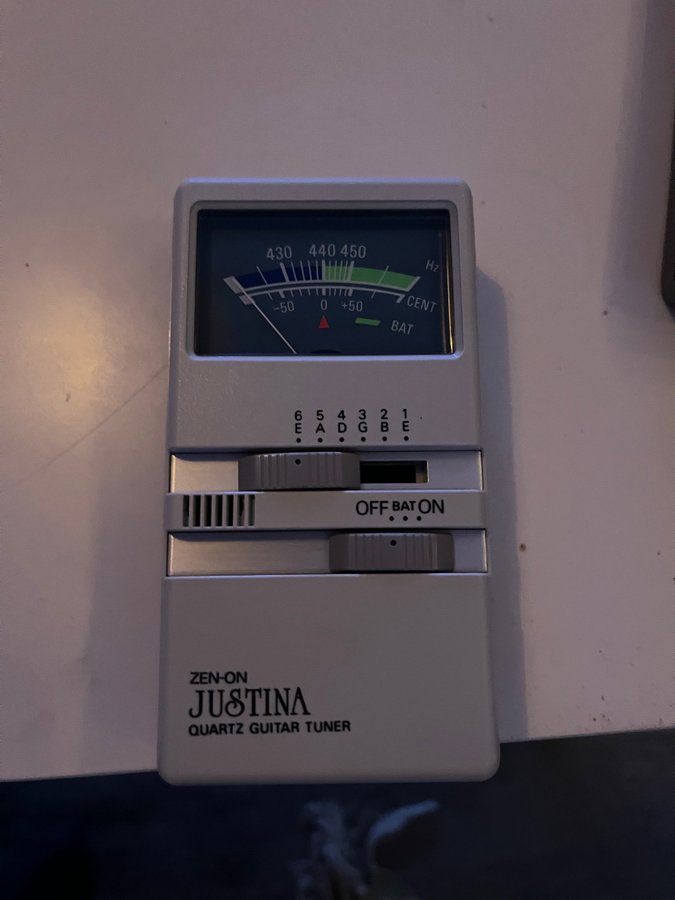 430 440 450 Hz
-50 0 +50 CENT
BAT
6 5 4 3 2 1
E A D G B E
OFF BAT ON
ZEN-ON
JUSTINA
QUARTZ GUITAR TUNER